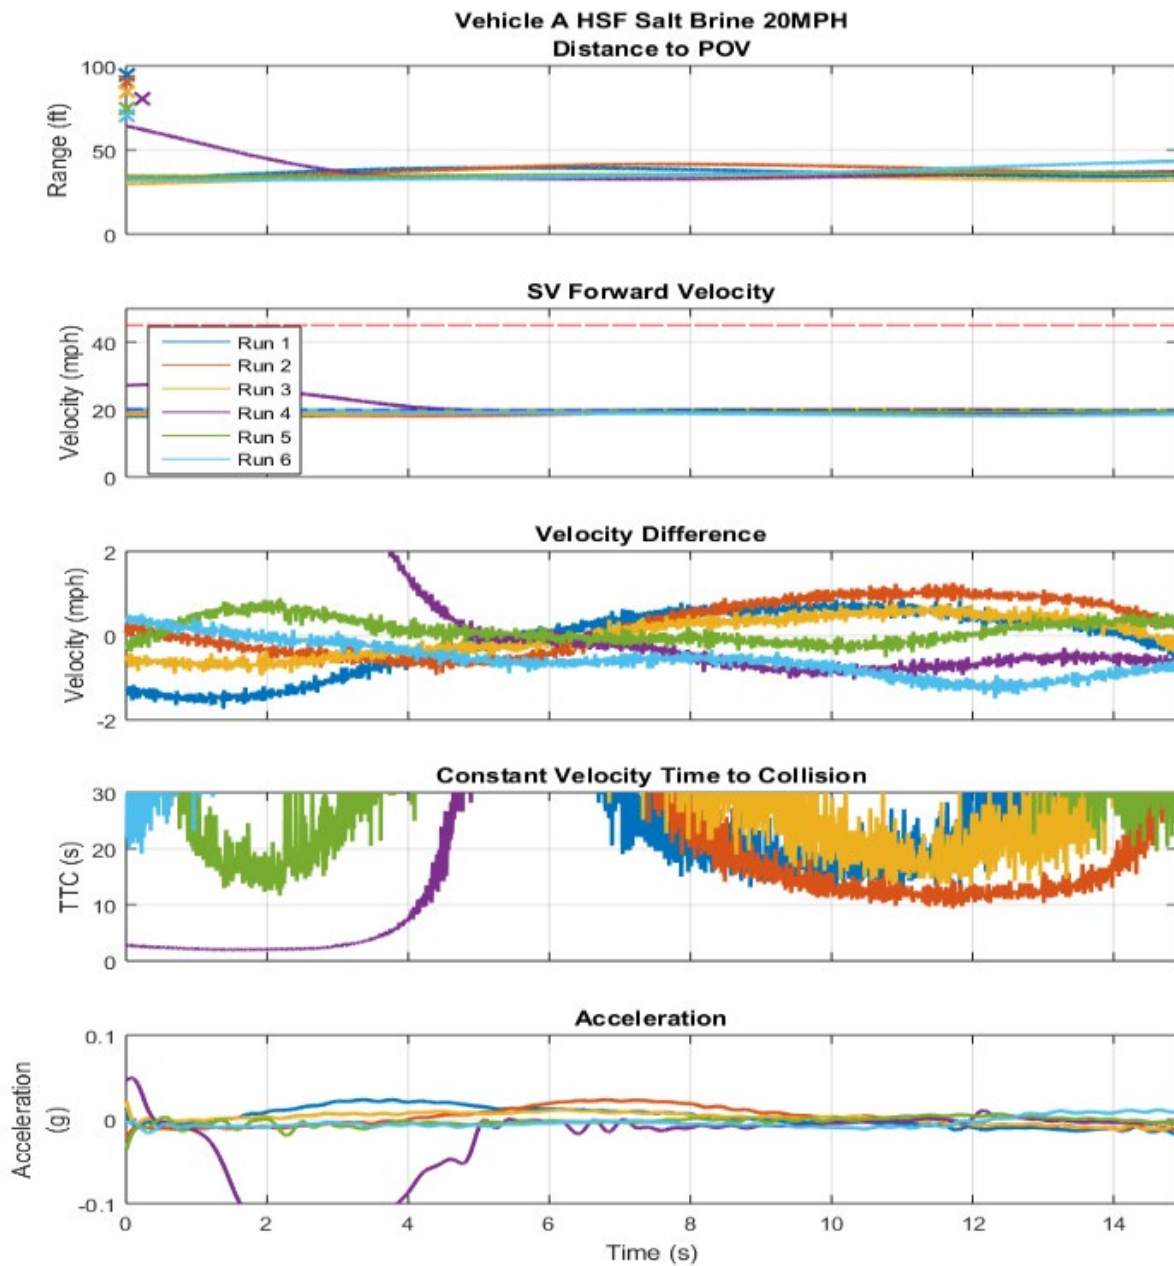 Vehicle A HSF Salt Brine 20MPH
Distance to POV
100
50
0
Range (ft)
SV Forward Velocity
40
20
0
Velocity (mph)
Run 1
Run 2
Run 3
Run 4
Run 5
Run 6
Velocity Difference
2
0
-2
Velocity (mph)
Constant Velocity Time to Collision
30
20
10
0
TTC (s)
Acceleration
0.1
0
-0.1
Acceleration
(g)
0 2 4 6 8 10 12 14
Time (s)